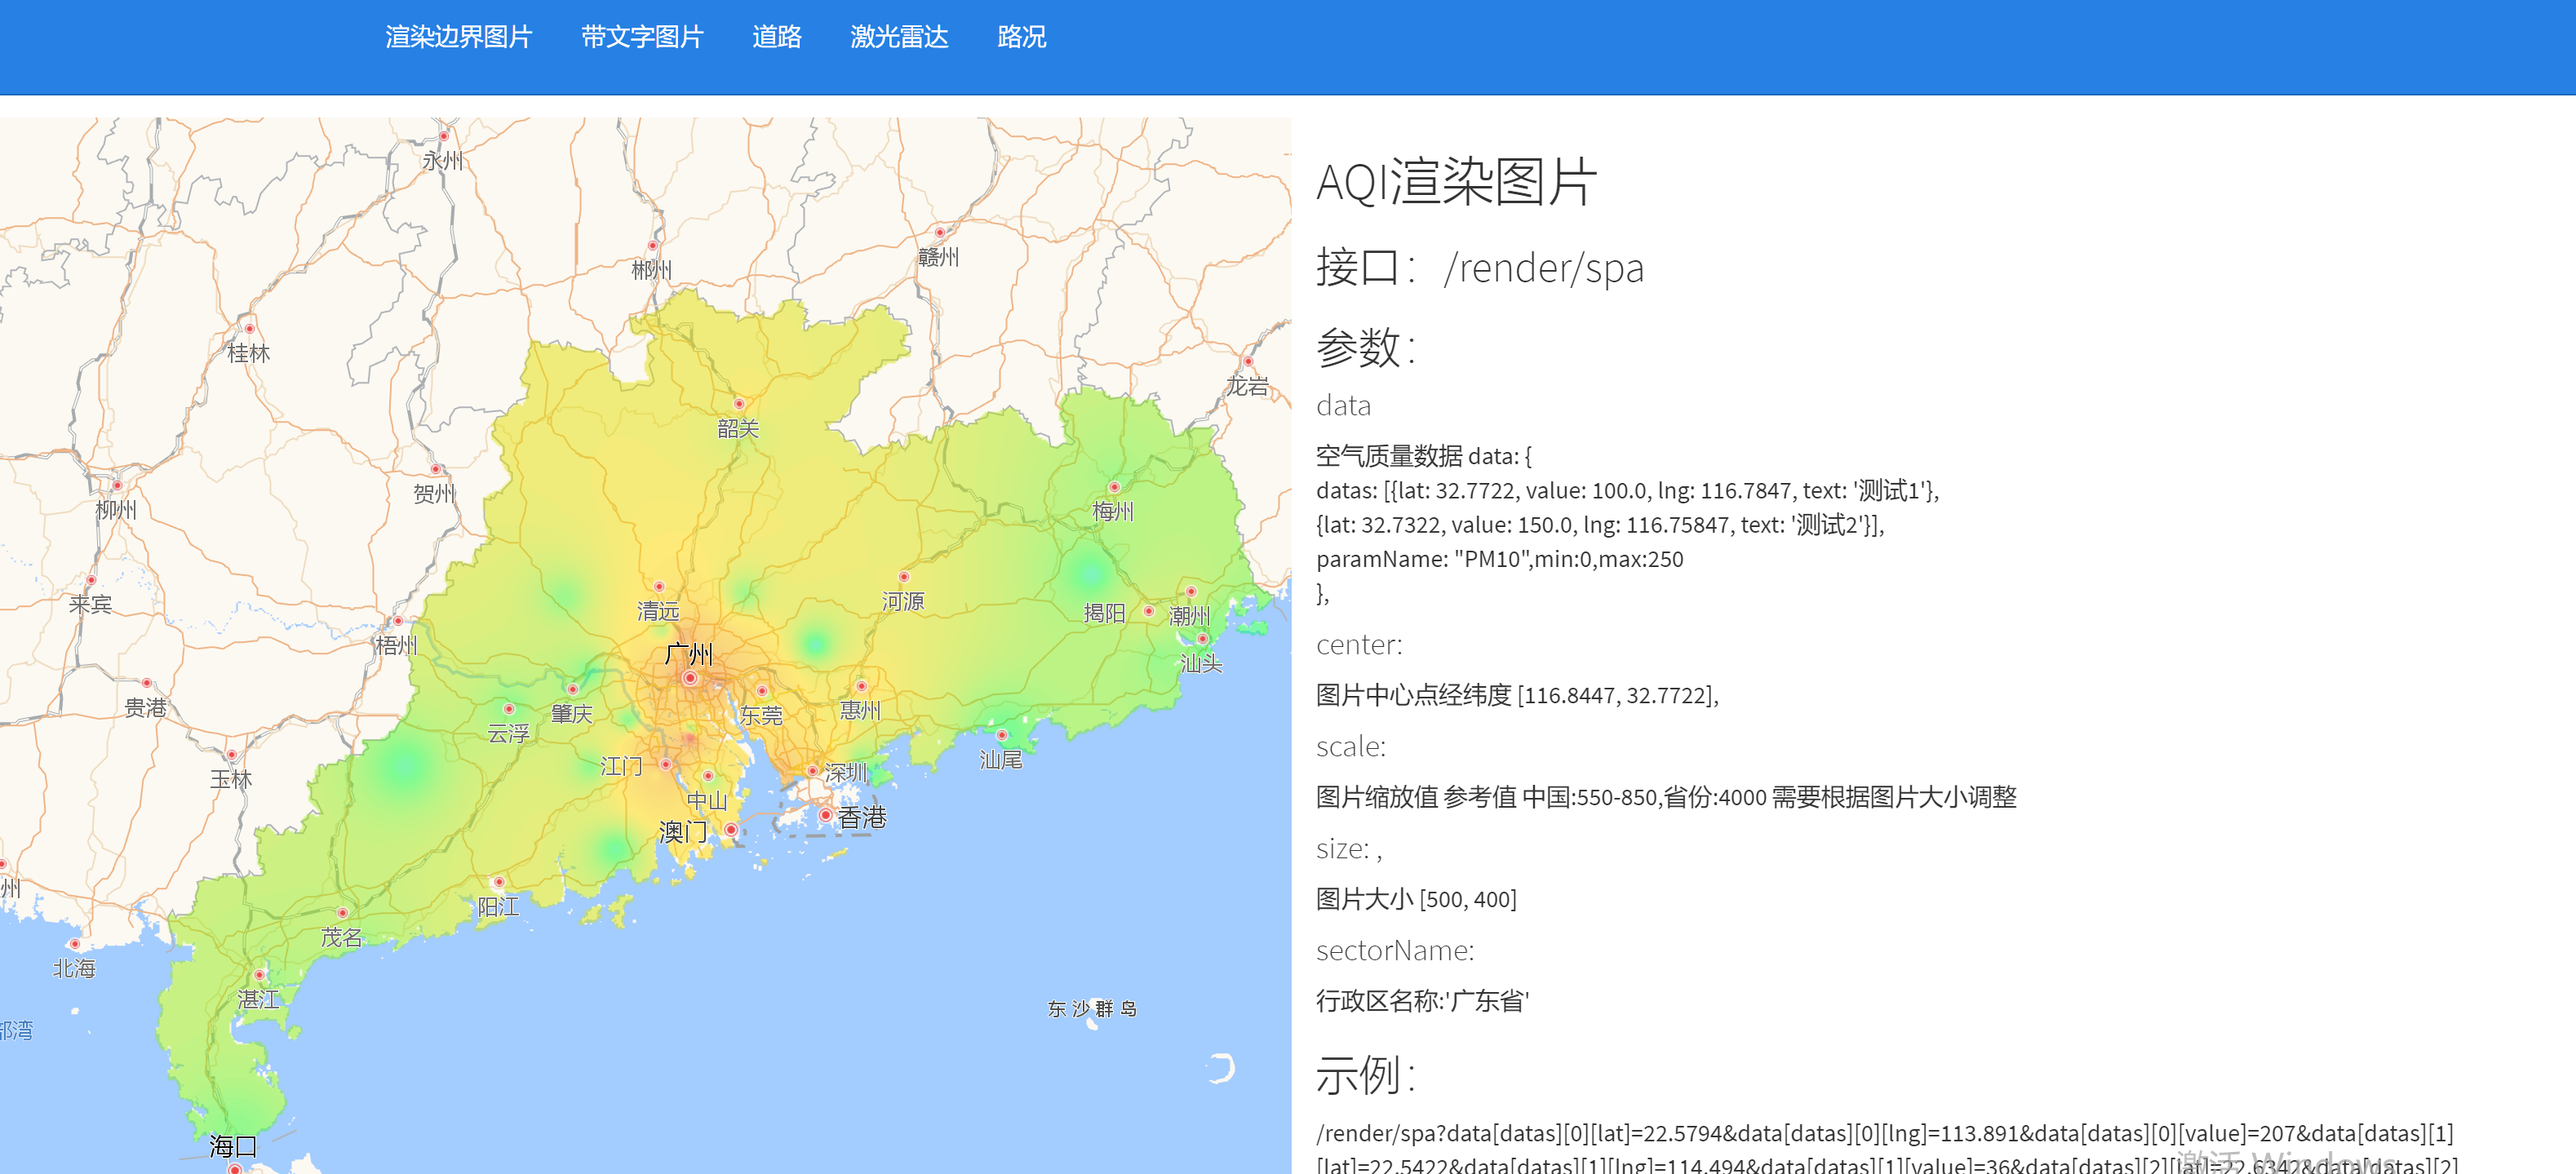 渲染边界图片 带文字图片 道路 激光雷达 路况
永州
郴州
赣州
桂林
龙岩
韶关
贺州
柳州
梅州
来宾
清远
河源
揭阳
潮州
梧州
广州
汕头
贵港
云浮
肇庆
东莞
惠州
玉林
江门
深圳
汕尾
中山
澳门
香港
州
阳江
茂名
北海
湛江
东沙群岛
部湾
海口
AQI渲染图片
接口：/render/spa
参数：
data
空气质量数据 data: {
datas: [{lat: 32.7722, value: 100.0, lng: 116.7847, text: '测试1'},
{lat: 32.7322, value: 150.0, lng: 116.75847, text: '测试2'}],
paramName: "PM10",min:0,max:250
},
center:
图片中心点经纬度 [116.8447, 32.7722],
scale:
图片缩放值 参考值 中国:550-850,省份:4000 需要根据图片大小调整
size: ,
图片大小 [500, 400]
sectorName:
行政区名称:'广东省'
示例：
/render/spa?data[datas][0][lat]=22.5794&data[datas][0][lng]=113.891&data[datas][0][value]=207&data[datas][1]
[lat]=22.5422&data[datas][1][lng]=114.494&data[datas][1][value]=36&data[datas][2][lat]=22.6342&data[datas][2]
激活 Windows